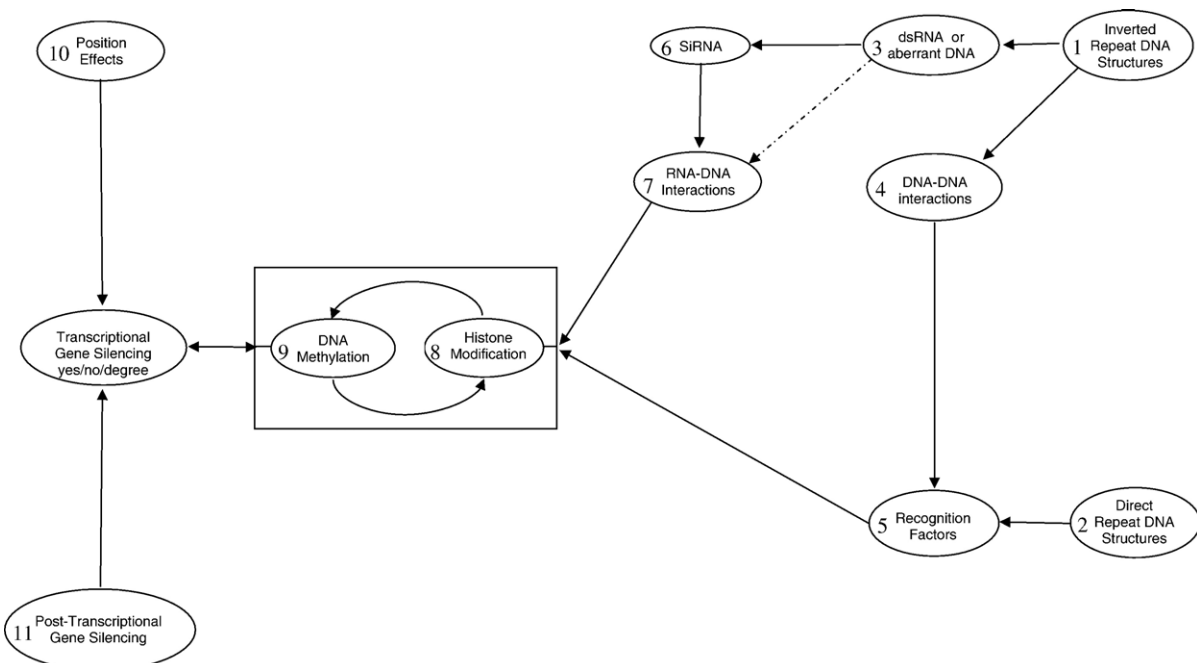 10 Position
Effects
6 SiRNA
3 dsRNA or
aberrant DNA
Inverted
1 Repeat DNA
Structures
7 RNA-DNA
Interactions
4 DNA-DNA
interactions
Transcriptional
Gene Silencing
yes/no/degree
9 DNA
Methylation
8 Histone
Modification
5 Recognition
Factors
Direct
2 Repeat DNA
Structures
11 Post-Transcriptional
Gene Silencing